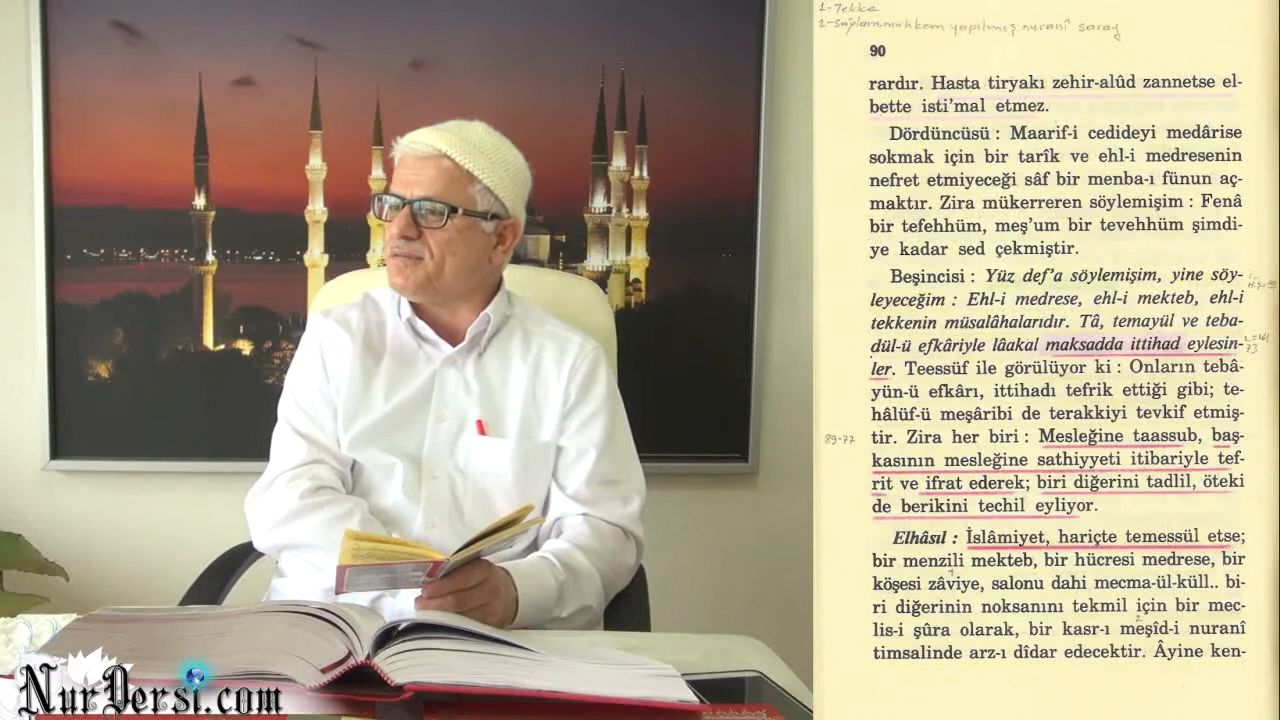 1-Tekke
2-Sağlam, muhkem yapılmış nuranî saray
90
rardır. Hasta tiryakı zehir-alûd zannetse el-
bette isti’mal etmez.
Dördüncüsü : Maarif-i cedideyi medârise
sokmak için bir tarîk ve ehl-i medresenin
nefret etmiyeceği sâf bir menba-ı fünun aç-
maktır. Zira mükerreren söylemişim : Fenâ
bir tefehhüm, meş’um bir tevehhüm şimdi-
ye kadar sed çekmiştir.
Beşincisi : Yüz def’a söylemişim, yine söy-
leyeceğim : Ehl-i medrese, ehl-i mekteb, ehl-i
tekkenin müsalâhalarıdır. Tâ, temayül ve teba-
dül-ü efkâriyle lâakal maksadda ittihad eylesin-
ler. Teessüf ile görülüyor ki : Onların tebâ-
yün-ü efkârı, ittihadı tefrik ettiği gibi; te-
hâlüf-ü meşâribi de terakkiyi tevkif etmiş-
89-77
tir. Zira her biri : Mesleğine taassub, baş-
kasının mesleğine sathiyyeti itibariyle tef-
rit ve ifrat ederek; biri diğerini tadlil, öteki
de berikini techil eyliyor.
Elhâsıl : İslâmiyet, hariçte temessül etse;
bir menzili mekteb, bir hücresi medrese, bir
köşesi zâviye, salonu dahi mecma-ül-küll.. bi-
ri diğerinin noksanını tekmil için bir mec-
lis-i şûra olarak, bir kasr-ı meşîd-i nuranî
timsalinde arz-ı dîdar edecektir. Âyine ken-
NurDersi.com